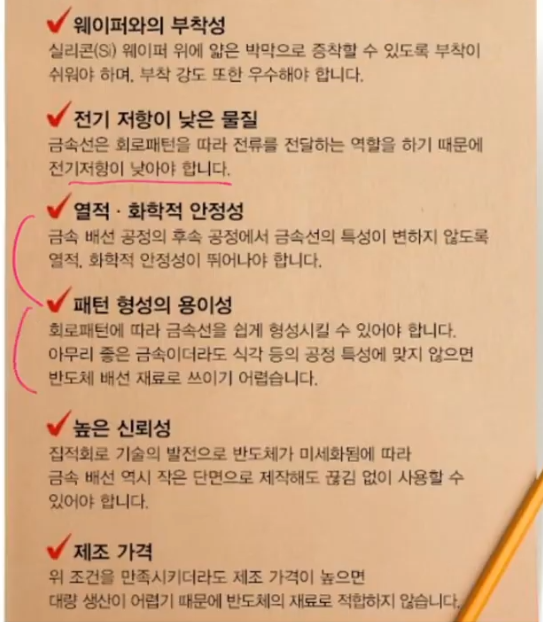 웨이퍼와의 부착성
실리콘(Si) 웨이퍼 위에 얇은 박막으로 증착할 수 있도록 부착이
쉬워야 하며, 부착 강도 또한 우수해야 합니다.
전기 저항이 낮은 물질
금속선은 회로패턴을 따라 전류를 전달하는 역할을 하기 때문에
전기저항이 낮아야 합니다.
열적 · 화학적 안정성
금속 배선 공정의 후속 공정에서 금속선의 특성이 변하지 않도록
열적, 화학적 안정성이 뛰어나야 합니다.
패턴 형성의 용이성
회로패턴에 따라 금속선을 쉽게 형성시킬 수 있어야 합니다.
아무리 좋은 금속이더라도 식각 등의 공정 특성에 맞지 않으면
반도체 배선 재료로 쓰이기 어렵습니다.
높은 신뢰성
집적회로 기술의 발전으로 반도체가 미세화됨에 따라
금속 배선 역시 작은 단면으로 제작해도 끊김 없이 사용할 수
있어야 합니다.
제조 가격
위 조건을 만족시키더라도 제조 가격이 높으면
대량 생산이 어렵기 때문에 반도체의 재료로 적합하지 않습니다.